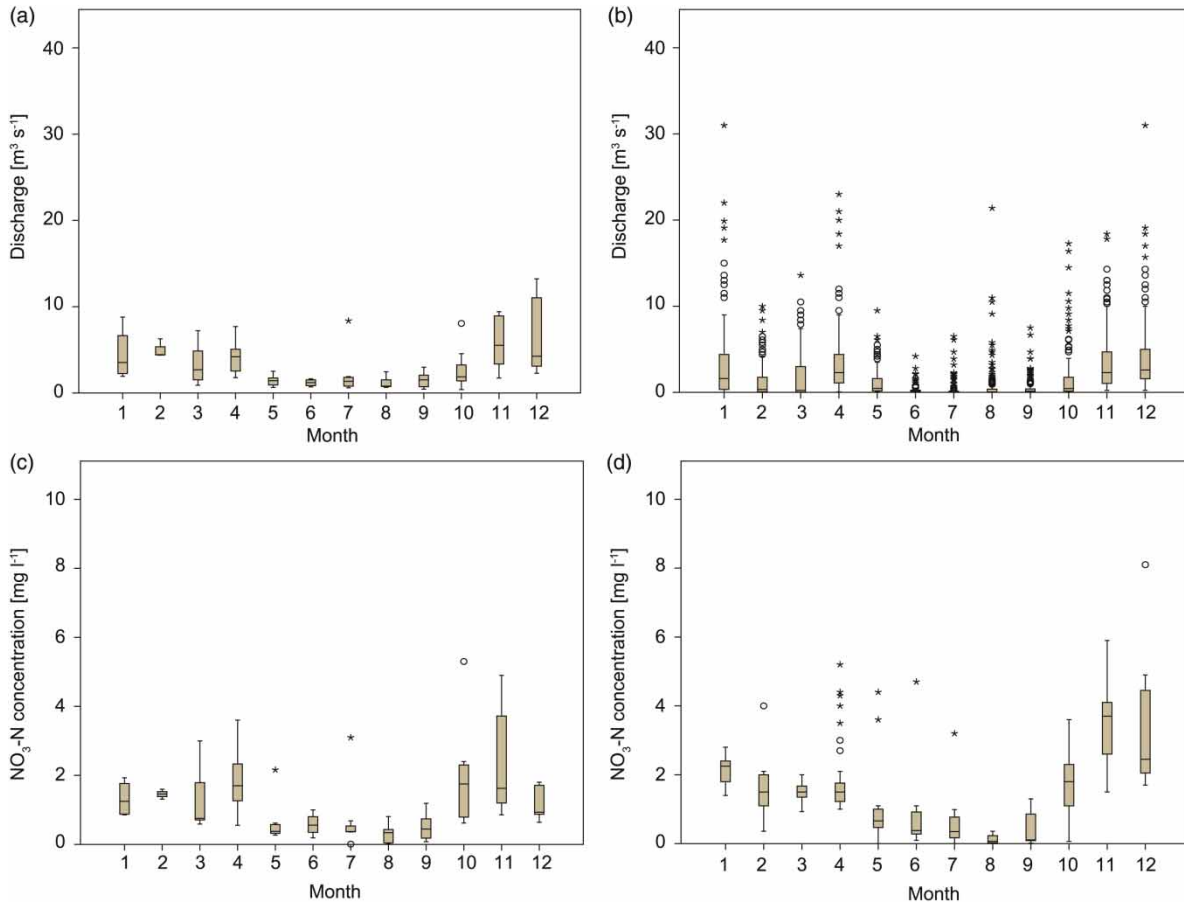 (a)
40
30
20
10
0
Discharge [m³ s⁻¹]
1 2 3 4 5 6 7 8 9 10 11 12
Month
(b)
40
30
20
10
0
Discharge [m³ s⁻¹]
1 2 3 4 5 6 7 8 9 10 11 12
Month
(c)
10
8
6
4
2
0
NO₃-N concentration [mg l⁻¹]
1 2 3 4 5 6 7 8 9 10 11 12
Month
(d)
10
8
6
4
2
0
NO₃-N concentration [mg l⁻¹]
1 2 3 4 5 6 7 8 9 10 11 12
Month